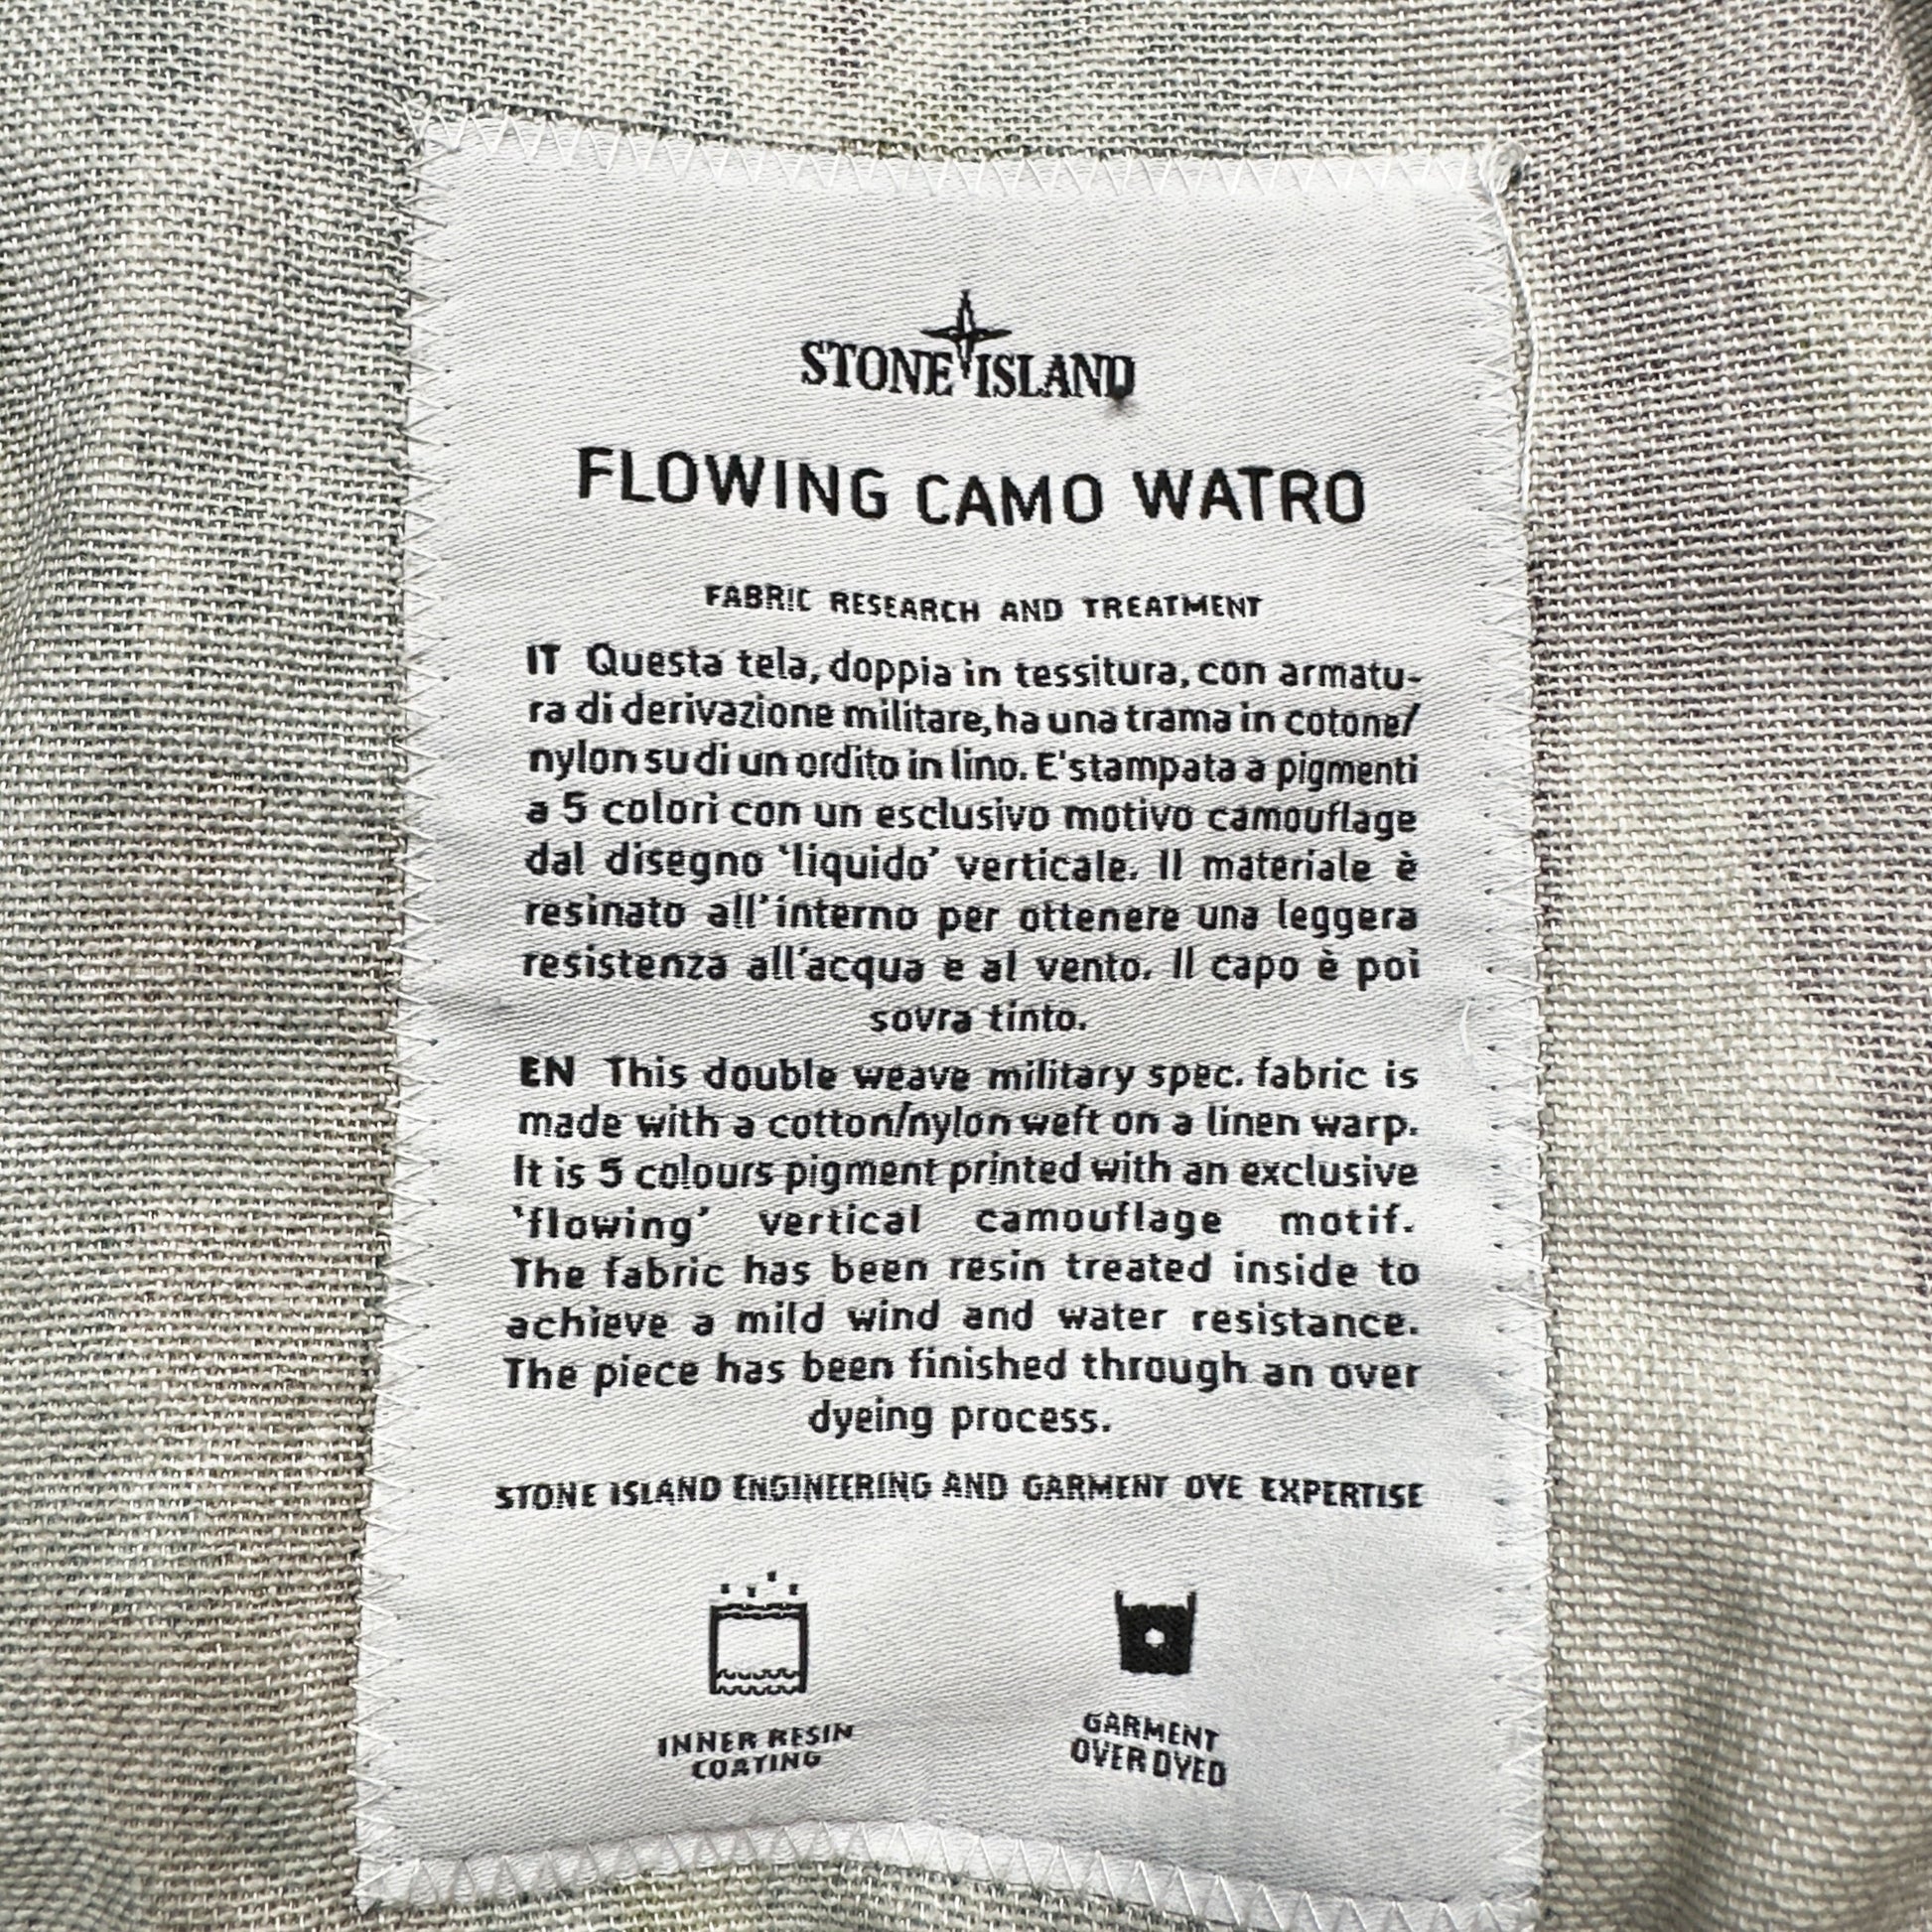 STONE ISLAND
FLOWING CAMO WATRO
FABRIC RESEARCH AND TREATMENT
IT Questa tela, doppia in tessitura, con armatu-
ra di derivazione militare, ha una trama in cotone/
nylon su di un ordito in lino. E'stampata a pigmenti
a 5 colori con un esclusivo motivo camouflage
dal disegno 'liquido' verticale. Il materiale è
resinato all'interno per ottenere una leggera
resistenza all'acqua e al vento. Il capo è poi
sovra tinto.
EN This double weave military spec. fabric is
made with a cotton/nylon weft on a linen warp.
It is 5 colours pigment printed with an exclusive
'flowing' vertical camouflage motif.
The fabric has been resin treated inside to
achieve a mild wind and water resistance.
The piece has been finished through an over
dyeing process.
STONE ISLAND ENGINEERING AND GARMENT DYE EXPERTISE
INNER RESIN
COATING
GARMENT
OVER DYED